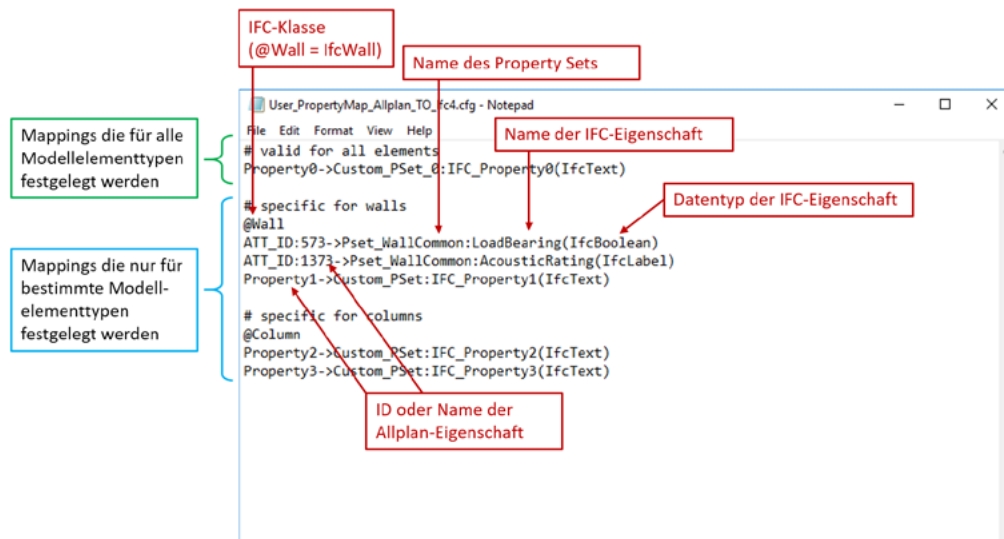 IFC-Klasse
(@Wall = IfcWall)
Name des Property Sets
User_PropertyMap_Allplan_TO_ifc4.cfg - Notepad
File Edit Format View Help
Name der IFC-Eigenschaft
Mappings die für alle
Modellelementtypen
festgelegt werden
# valid for all elements
Property0->Custom_PSet_0:IFC_Property0(IfcText)
Datentyp der IFC-Eigenschaft
Mappings die nur für
bestimmte Modell-
elementtypen
festgelegt werden
# specific for walls
@Wall
ATT_ID:573->Pset_WallCommon:LoadBearing(IfcBoolean)
ATT_ID:1373->Pset_WallCommon:AcousticRating(IfcLabel)
Property1->Custom_PSet:IFC_Property1(IfcText)
# specific for columns
@Column
Property2->Custom_PSet:IFC_Property2(IfcText)
Property3->Custom_PSet:IFC_Property3(IfcText)
ID oder Name der
Allplan-Eigenschaft